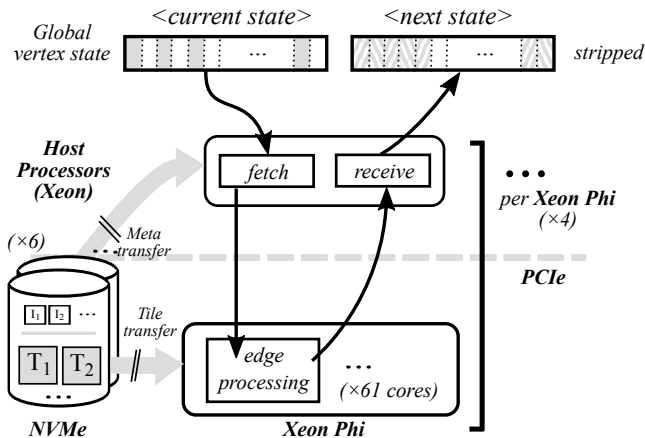 <current state>
<next state>
Global
vertex state
...
...
stripped
Host
Processors
(Xeon)
fetch
receive
...
per Xeon Phi
(×4)
(×6)
Meta
transfer
...
PCIe
I1 I2 ...
Tile
transfer
T1 T2
...
edge
processing
...
(×61 cores)
NVMe
Xeon Phi